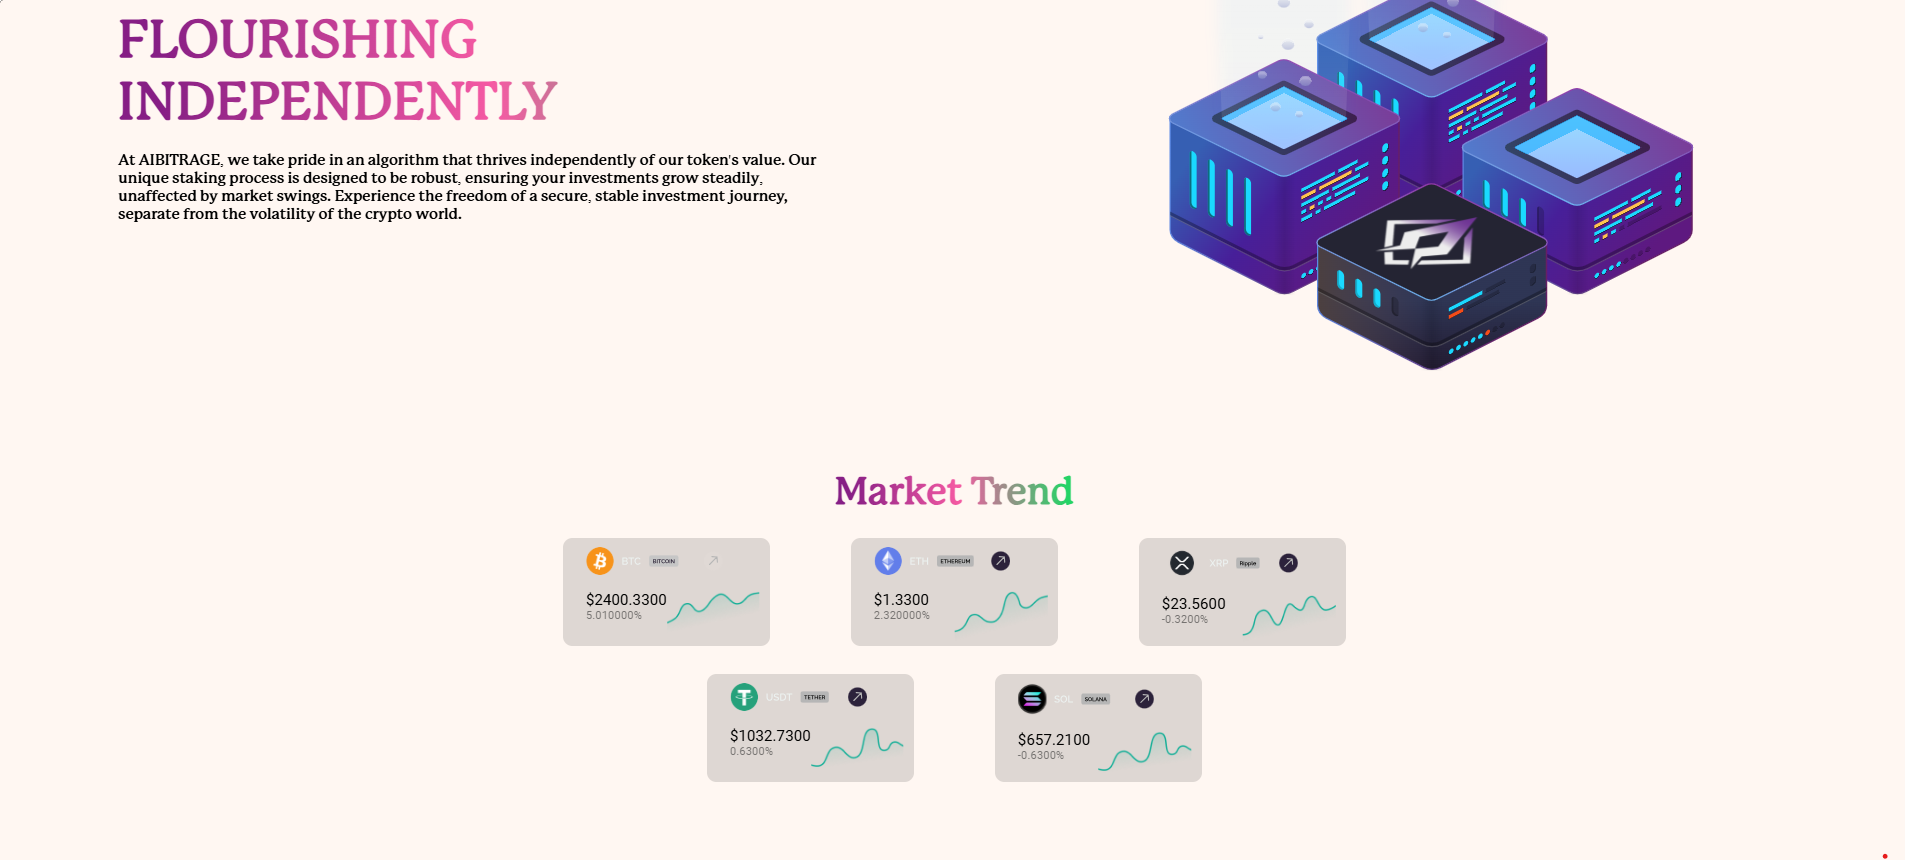 FLOURISHING
INDEPENDENTLY
At AIBITRAGE, we take pride in an algorithm that thrives independently of our token's value. Our
unique staking process is designed to be robust, ensuring your investments grow steadily,
unaffected by market swings. Experience the freedom of a secure, stable investment journey,
separate from the volatility of the crypto world.
Market Trend
BTC BITCOIN
$2400.3300
5.010000%
ETH ETHEREUM
$1.3300
2.320000%
XRP Ripple
$23.5600
-0.3200%
USDT TETHER
$1032.7300
0.6300%
SOL SOLANA
$657.2100
-0.6300%